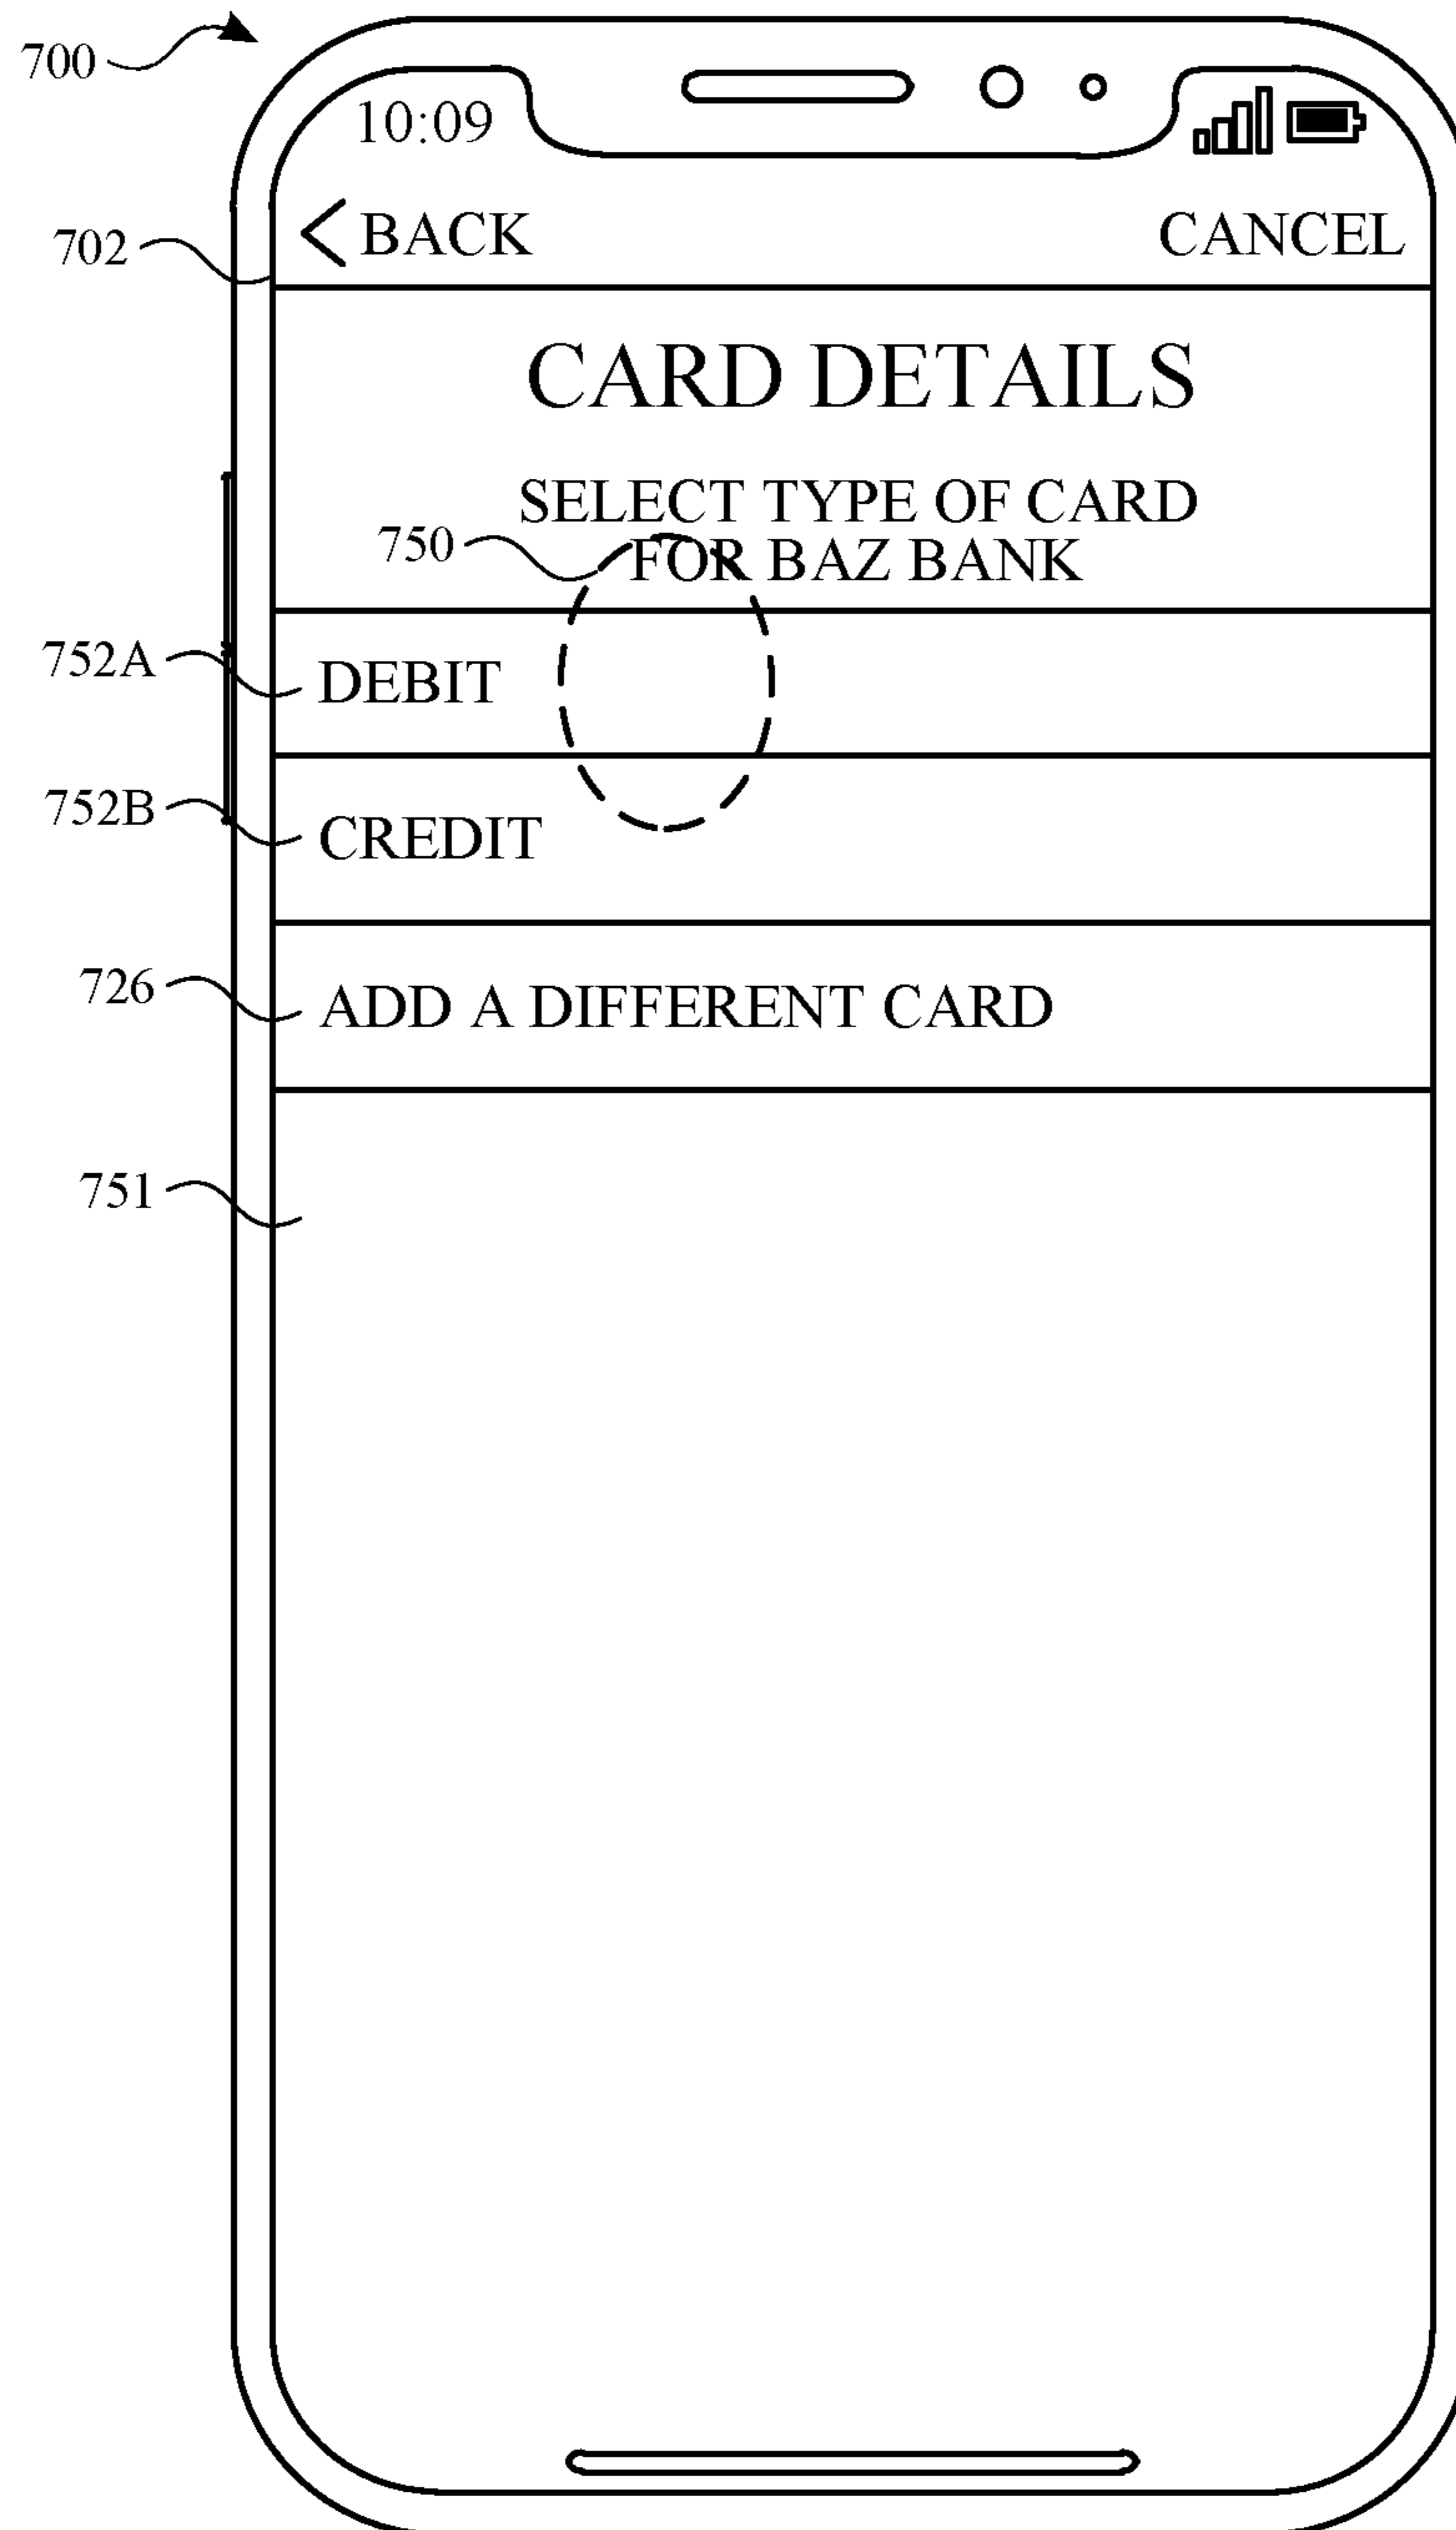 700
10:09
702
BACK
CANCEL
CARD DETAILS
SELECT TYPE OF CARD
FOR BAZ BANK
750
752A
DEBIT
752B
CREDIT
726
ADD A DIFFERENT CARD
751